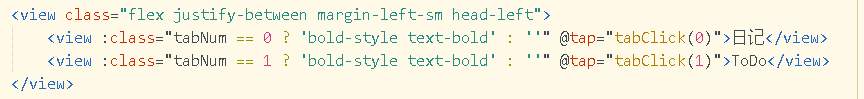 <view class="flex justify-between margin-left-sm head-left">
    <view :class="tabNum == 0 ? 'bold-style text-bold' : ''" @tap="tabClick(0)">日记</view>
    <view :class="tabNum == 1 ? 'bold-style text-bold' : ''" @tap="tabClick(1)">ToDo</view>
</view>